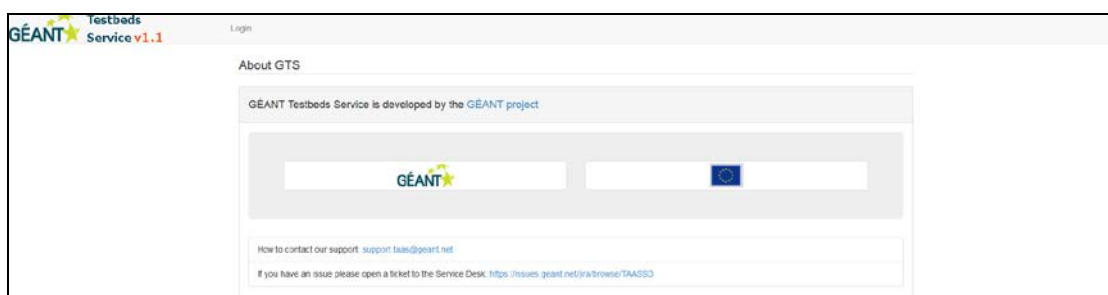 GÉANT
Testbeds
Service v1.1
Login
About GTS
GÉANT Testbeds Service is developed by the GÉANT project
GÉANT
How to contact our support: support.taas@geant.net
If you have an issue please open a ticket to the Service Desk: https://issues.geant.net/jira/browse/TAASSD